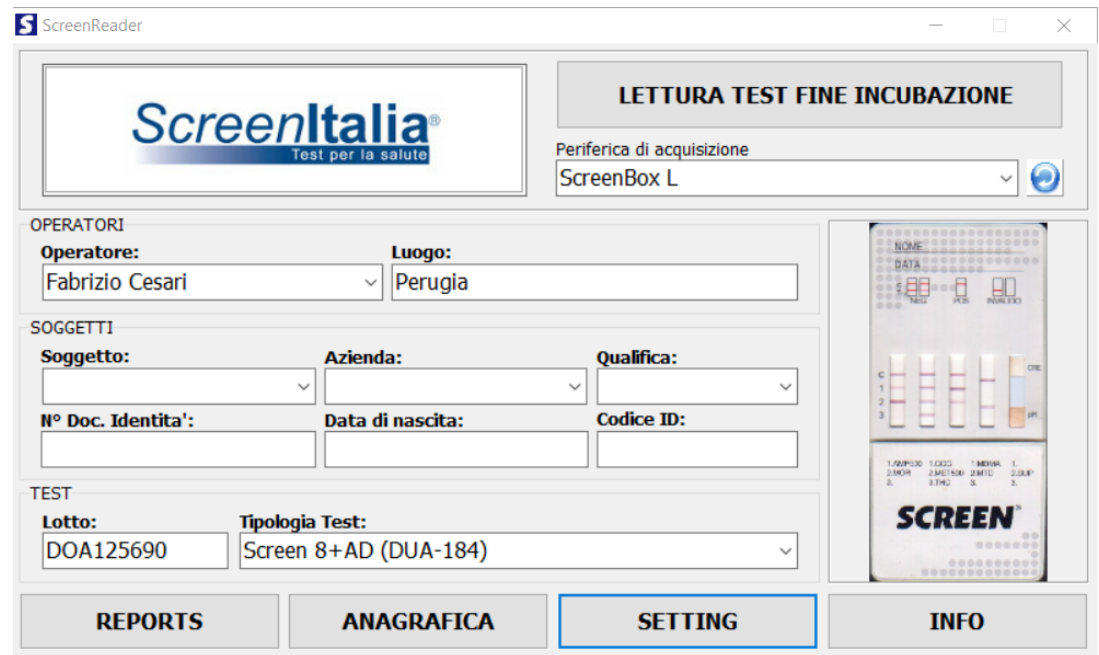 ScreenReader
ScreenItalia®
Test per la salute
LETTURA TEST FINE INCUBAZIONE
Periferica di acquisizione
ScreenBox L
OPERATORI
Operatore:
Luogo:
Fabrizio Cesari
Perugia
SOGGETTI
Soggetto:
Azienda:
Qualifica:
N° Doc. Identita':
Data di nascita:
Codice ID:
TEST
Lotto:
Tipologia Test:
DOA125690
Screen 8+AD (DUA-184)
NOME
DATA
NEG POS INVALIDO
C
1
2
3
CRE
pH
1.AMP500 1.COC 1.MDMA 1.
2.MOR 2.MET500 2.MTD 2.BUP
3. 3.THC 3. 3.
SCREEN®
REPORTS
ANAGRAFICA
SETTING
INFO